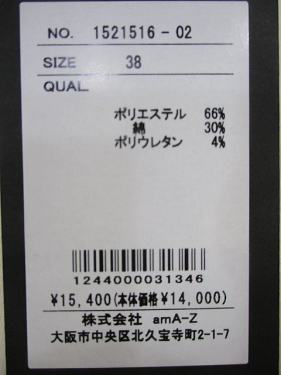 NO. 1521516-02
SIZE 38
QUAL
ポリエステル 66%
綿 30%
ポリウレタン 4%
1244000031346
¥15,400(本体価格¥14,000)
株式会社 amA-Z
大阪市中央区北久宝寺町2-1-7